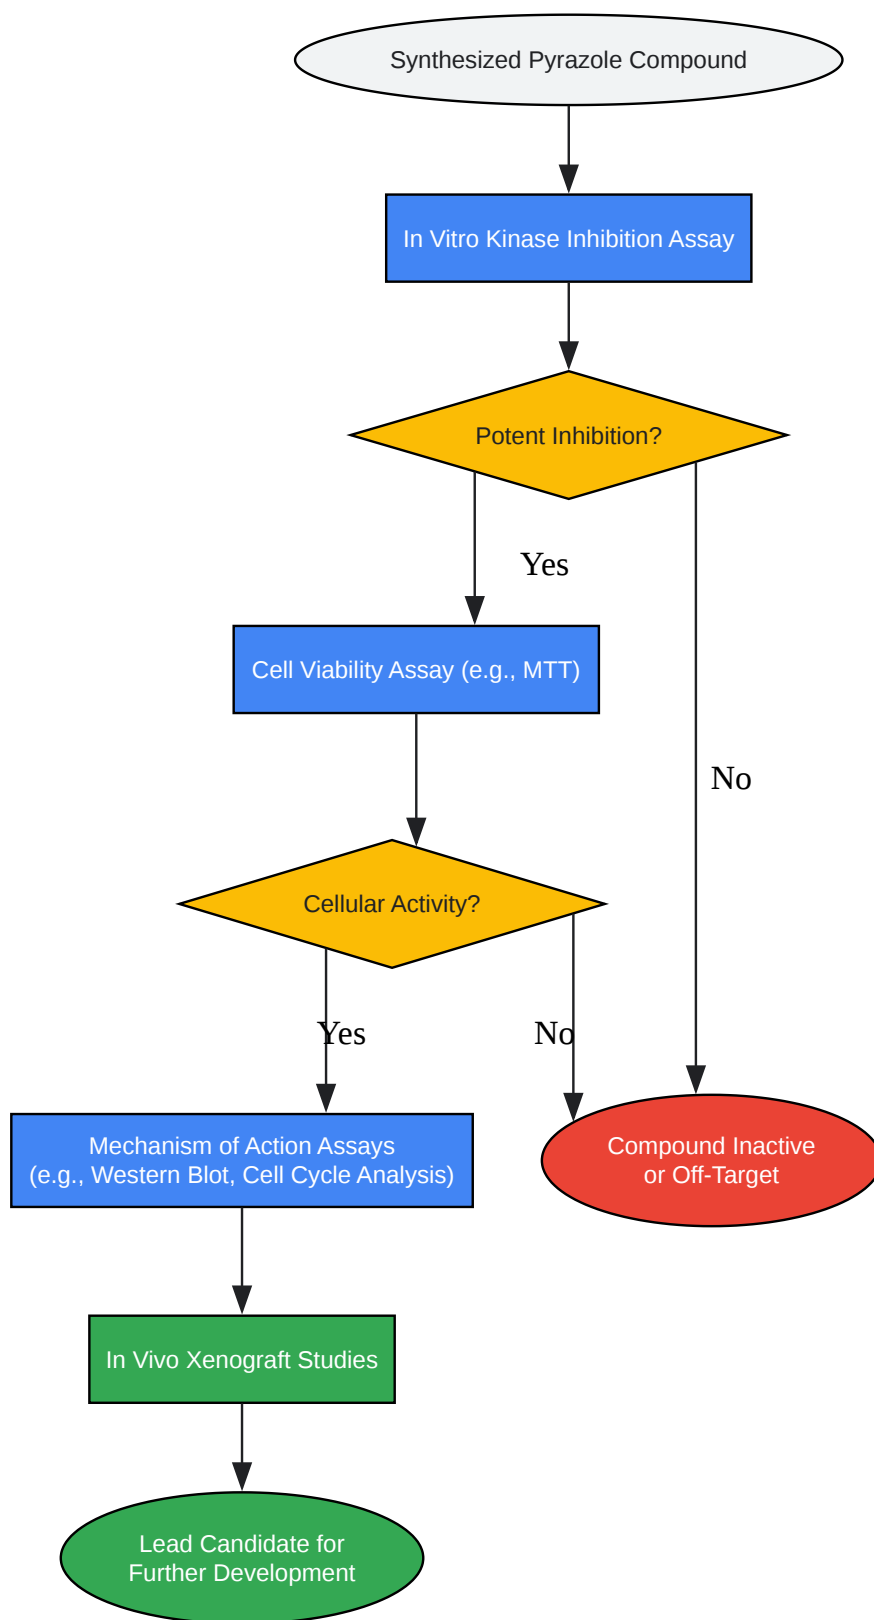 Synthesized Pyrazole Compound
In Vitro Kinase Inhibition Assay
Potent Inhibition?
Yes
Cell Viability Assay (e.g., MTT)
No
Cellular Activity?
Yes
No
Mechanism of Action Assays
(e.g., Western Blot, Cell Cycle Analysis)
Compound Inactive
or Off-Target
In Vivo Xenograft Studies
Lead Candidate for
Further Development